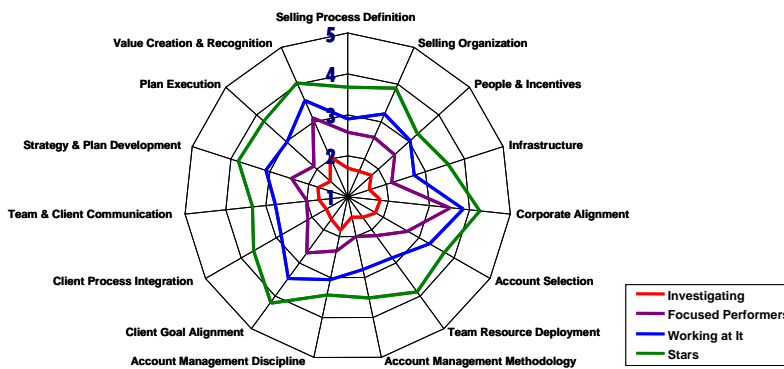 Selling Process Definition
Value Creation & Recognition
Selling Organization
Plan Execution
People & Incentives
Strategy & Plan Development
Infrastructure
Team & Client Communication
Corporate Alignment
Client Process Integration
Account Selection
Client Goal Alignment
Team Resource Deployment
Account Management Discipline
Account Management Methodology
5
4
3
2
1
Investigating
Focused Performers
Working at It
Stars